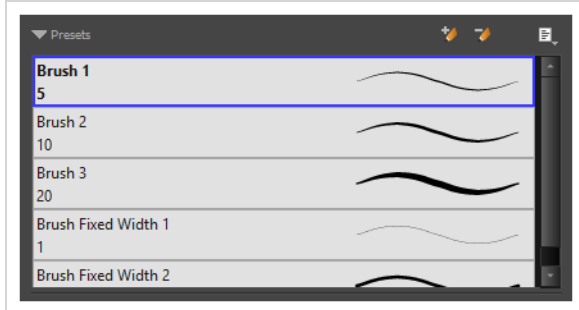 Presets
Brush 1
5
Brush 2
10
Brush 3
20
Brush Fixed Width 1
1
Brush Fixed Width 2